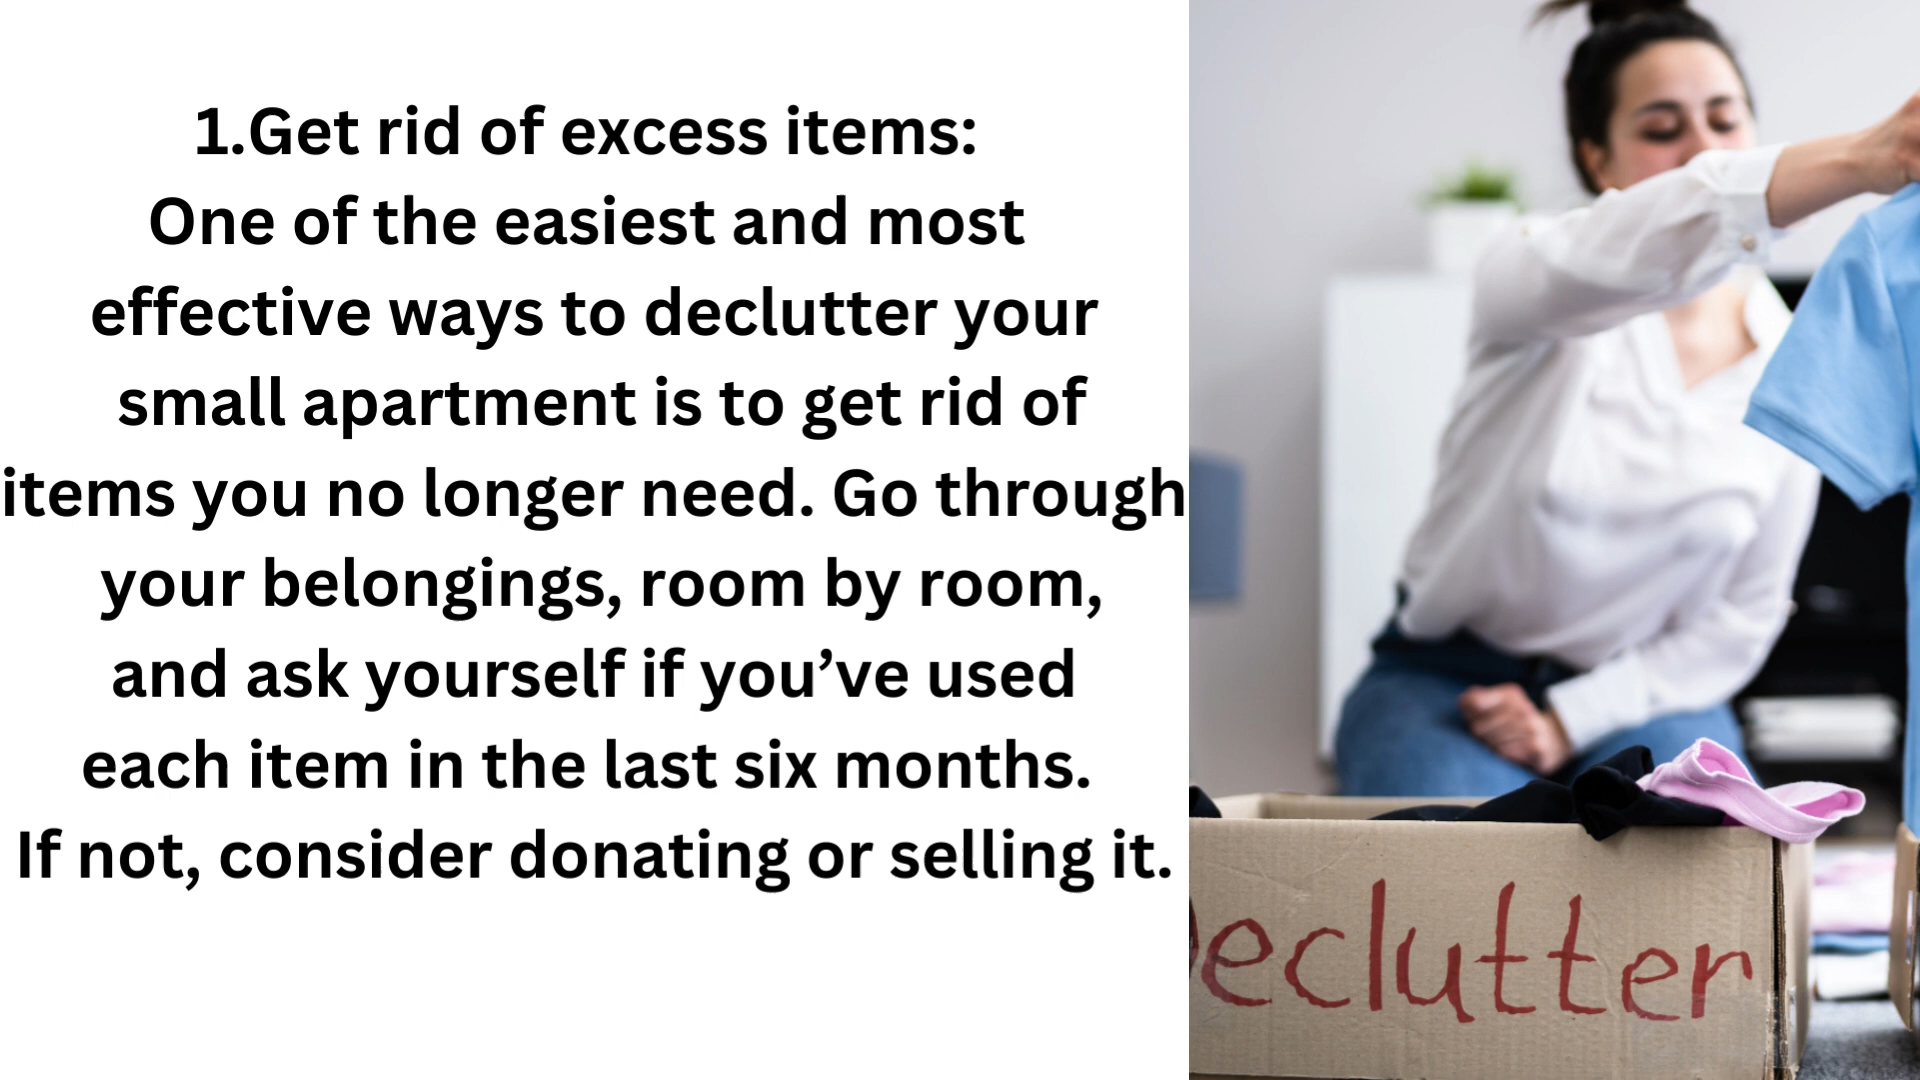 1.Get rid of excess items:
One of the easiest and most
effective ways to declutter your
small apartment is to get rid of
items you no longer need. Go through
your belongings, room by room,
and ask yourself if you’ve used
each item in the last six months.
If not, consider donating or selling it.
eclutter